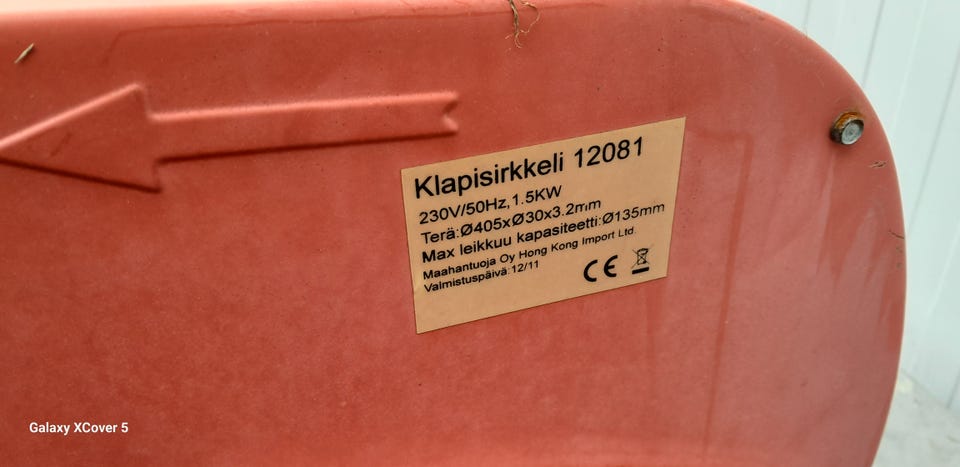 Klapisirkkeli 12081
230V/50Hz,1.5KW
Terä:Ø405xØ30x3.2mm
Max leikkuu kapasiteetti:Ø135mm
Maahantuoja Oy Hong Kong Import Ltd.
Valmistuspäivä:12/11
CE
Galaxy XCover 5